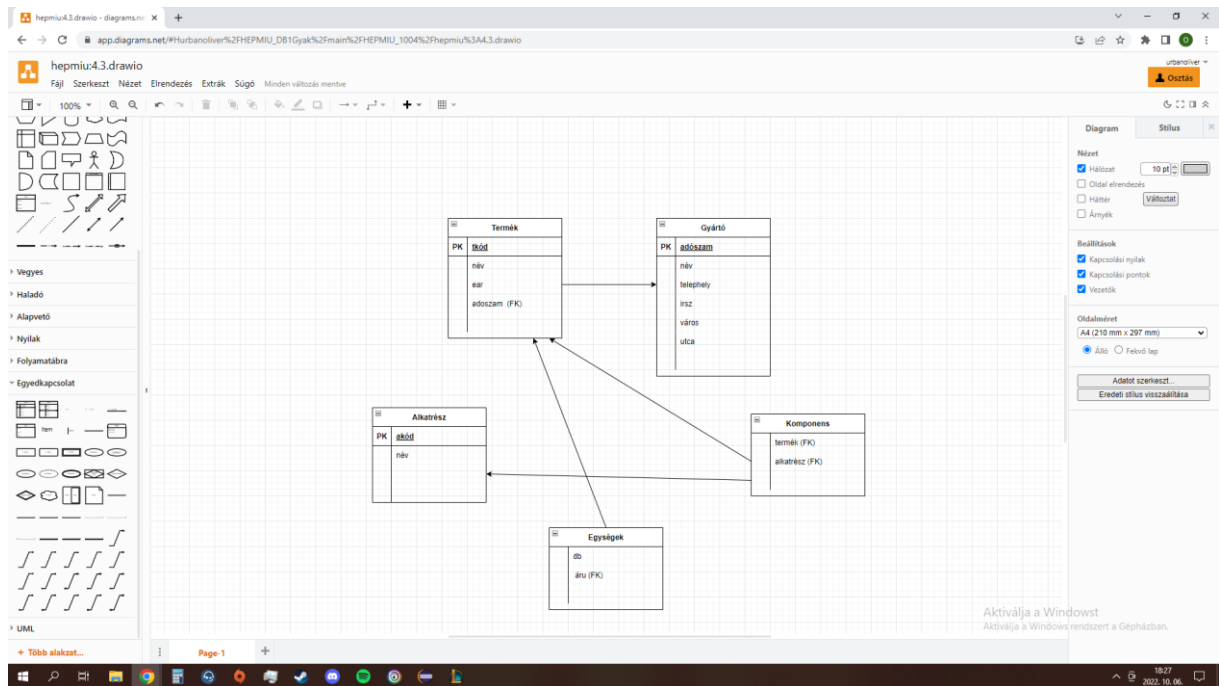 hepmiu:4.3.drawio - diagrams.ne
app.diagrams.net/#Hurbanoliver%2FHEPMIU_DB1Gyak%2Fmain%2FHEPMIU_1004%2Fhepmiu%3A4.3.drawio
hepmiu:4.3.drawio
urbanoliver
Fájl Szerkeszt Nézet Elrendezés Extrák Súgó Minden változás mentve
Osztás
100%
Diagram Stílus
Nézet
Hálózat 10 pt
Oldal elrendezés
Háttér Változtat
Árnyék
Beállítások
Kapcsolási nyilak
Kapcsolási pontok
Vezetők
Oldalméret
A4 (210 mm x 297 mm)
Álló Fekvő lap
Adatot szerkeszt...
Eredeti stílus visszaálítása
Vegyes
Haladó
Alapvető
Nyilak
Folyamatábra
Egyedkapcsolat
UML
+ Több alakzat...
Termék
PK tkód
név
ear
adoszam (FK)
Gyártó
PK adószam
név
telephely
irsz
város
utca
Alkatrész
PK akód
név
Komponens
termék (FK)
alkatrész (FK)
Egységek
db
áru (FK)
Aktiválja a Windowst
Aktiválja a Windows rendszert a Gépházban.
Page-1
18:27
2022. 10. 06.